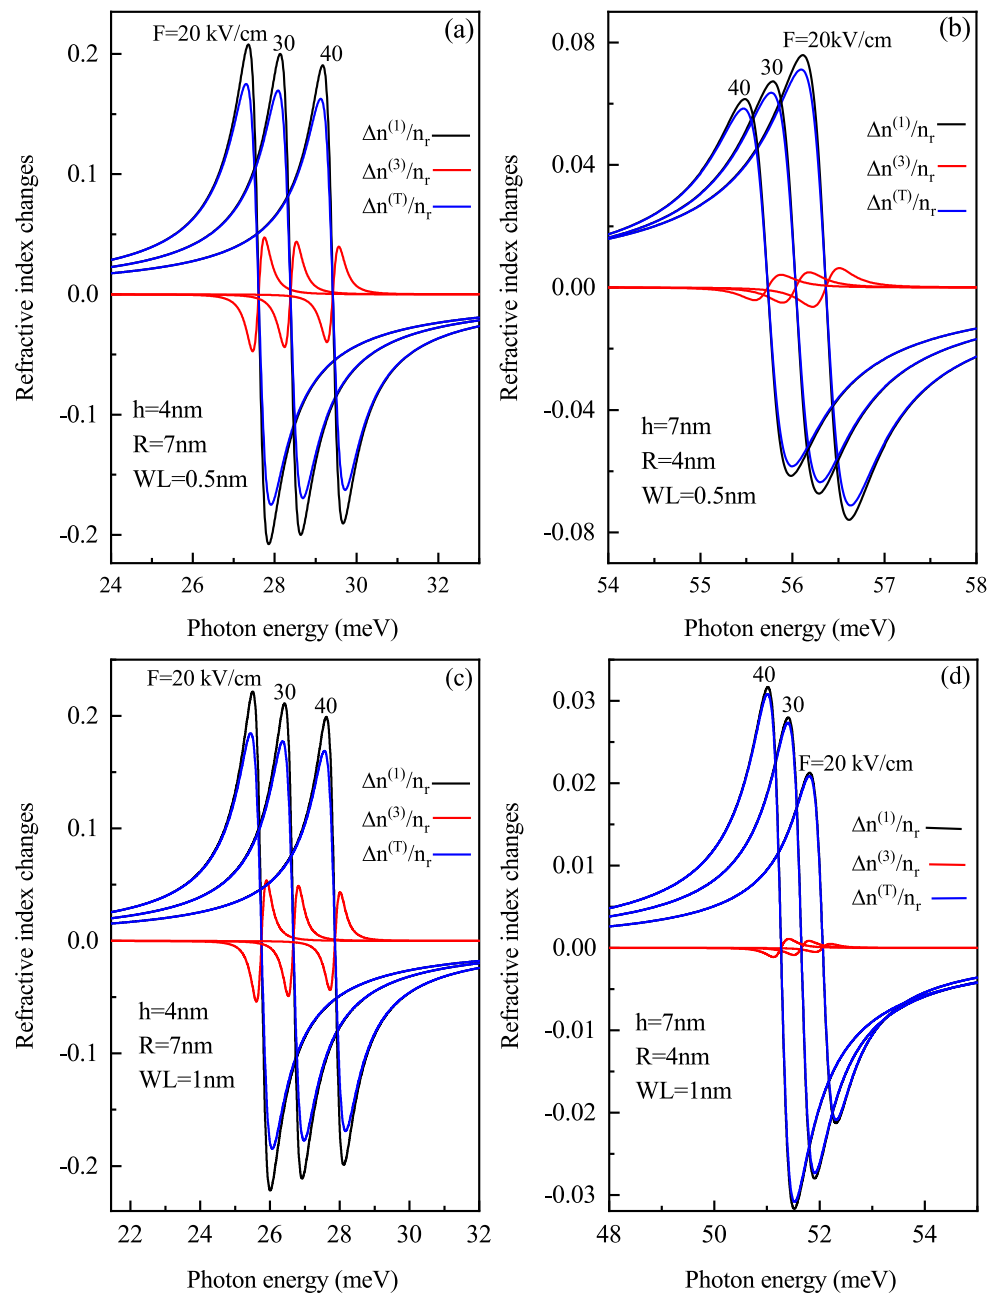 (a)
F=20 kV/cm
30
40
Δn(1)/nr
Δn(3)/nr
Δn(T)/nr
0.2
0.1
0.0
-0.1
-0.2
Refractive index changes
h=4nm
R=7nm
WL=0.5nm
24 26 28 30 32
Photon energy (meV)
(b)
F=20kV/cm
30
40
Δn(1)/nr
Δn(3)/nr
Δn(T)/nr
0.08
0.04
0.00
-0.04
-0.08
Refractive index changes
h=7nm
R=4nm
WL=0.5nm
54 55 56 57 58
Photon energy (meV)
(c)
F=20 kV/cm
30
40
Δn(1)/nr
Δn(3)/nr
Δn(T)/nr
0.2
0.1
0.0
-0.1
-0.2
Refractive index changes
h=4nm
R=7nm
WL=1nm
22 24 26 28 30 32
Photon energy (meV)
(d)
40
30
F=20 kV/cm
Δn(1)/nr
Δn(3)/nr
Δn(T)/nr
0.03
0.02
0.01
0.00
-0.01
-0.02
-0.03
Refractive index changes
h=7nm
R=4nm
WL=1nm
48 50 52 54
Photon energy (meV)